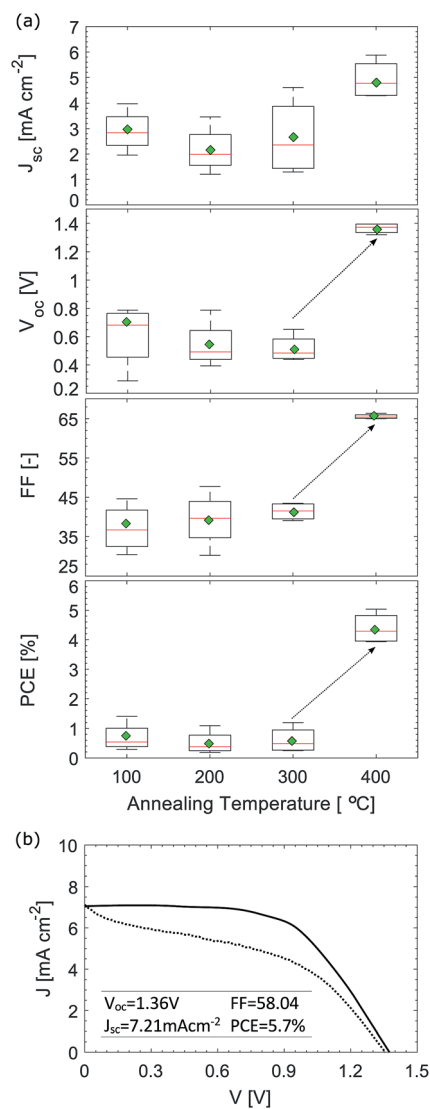 (a)
7
6
5
4
3
2
1
0
J_sc [mA cm⁻²]
1.4
1.2
0.8
0.6
0.4
0.2
V_oc [V]
65
55
45
35
25
FF [-]
6
5
4
3
2
1
0
PCE [%]
100 200 300 400
Annealing Temperature [ ºC]
(b)
10
8
6
4
2
0
J [mA cm⁻²]
V_oc=1.36V FF=58.04
J_sc=7.21mAcm⁻² PCE=5.7%
0 0.3 0.6 0.9 1.2 1.5
V [V]